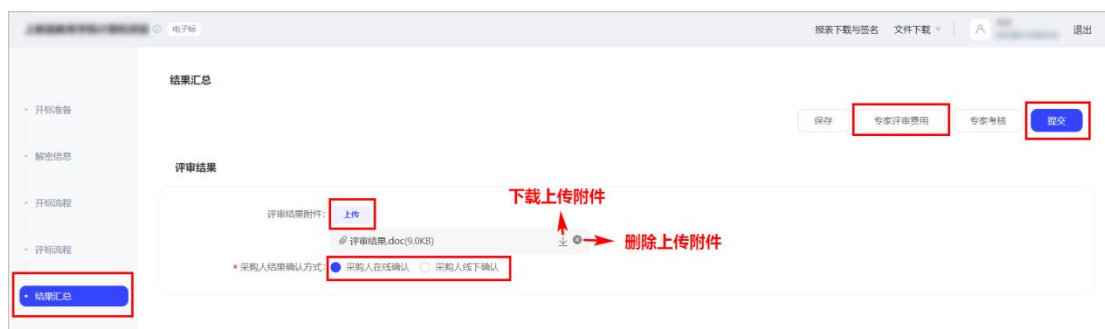 电子标
报表下载与签名 文件下载 退出
结果汇总
开标准备
保存 专家评审费用 专家考核 提交
解密信息
评审结果
下载上传附件
开标流程
评审结果附件: 上传
评审结果.doc(9.0KB)
删除上传附件
评标流程
* 采购人结果确认方式: 采购人在线确认 采购人线下确认
结果汇总